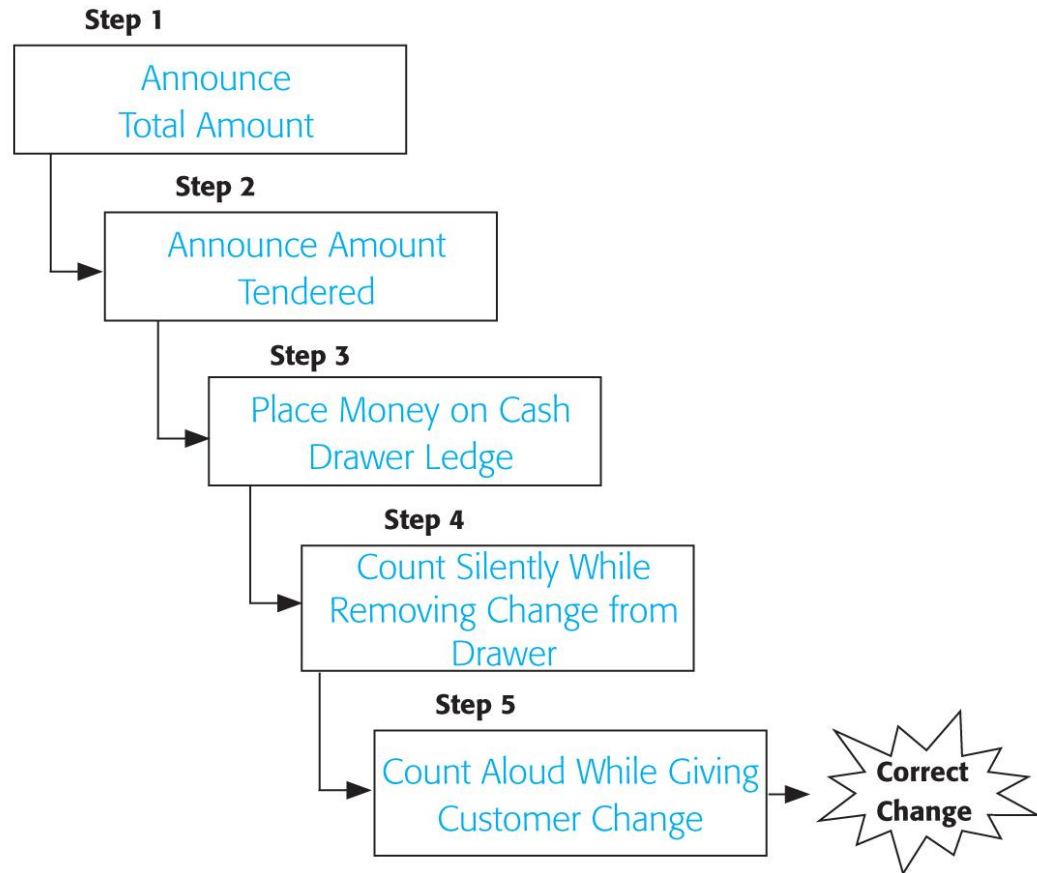 Step 1
Announce
Total Amount
Step 2
Announce Amount
Tendered
Step 3
Place Money on Cash
Drawer Ledge
Step 4
Count Silently While
Removing Change from
Drawer
Step 5
Count Aloud While Giving
Customer Change
Correct
Change